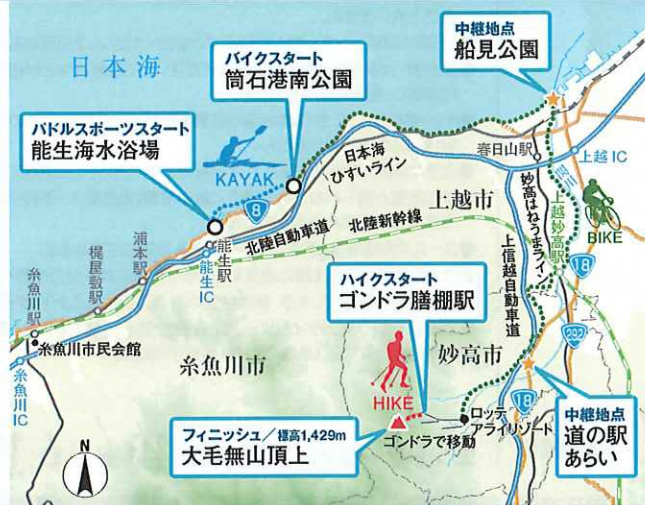 日本海
バイクスタート
筒石港南公園
中継地点
船見公園
パドルスポーツスタート
能生海水浴場
KAYAK
8
日本海
ひすいライン
春日山駅
上越IC
上越市
妙高はねうまライン
上越妙高駅
BIKE
18
292
能生駅
能生IC
北陸自動車道
北陸新幹線
上信越自動車道
浦本駅
梶屋敷駅
糸魚川駅
糸魚川市民会館
糸魚川IC
糸魚川市
ハイクスタート
ゴンドラ膳棚駅
妙高市
HIKE
フィニッシュ/標高1,429m
大毛無山頂上
ゴンドラで移動
ロッテ
アライリゾート
18
中継地点
道の駅
あらい
N